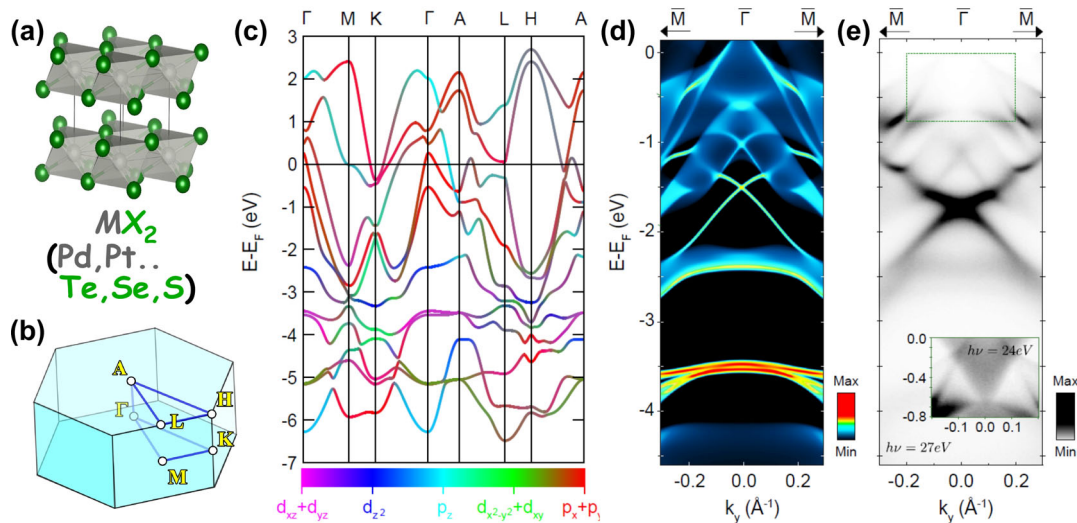 (a)
MX2
(Pd,Pt..
Te,Se,S)
(b)
A
Γ
H
L
K
M
(c)
Γ M K Γ A L H A
3
2
1
0
-1
-2
-3
-4
-5
-6
-7
E-EF (eV)
dxz+dyz dz2 pz dx2-y2+dxy px+py
(d)
M̅ Γ̅ M̅
0
-1
-2
-3
-4
E-EF (eV)
-0.2 0.0 0.2
ky (Å-1)
Max
Min
(e)
M̅ Γ̅ M̅
hν = 24eV
0.0
-0.4
-0.8
-0.1 0.0 0.1
hν = 27eV
-0.2 0.0 0.2
ky (Å-1)
Max
Min